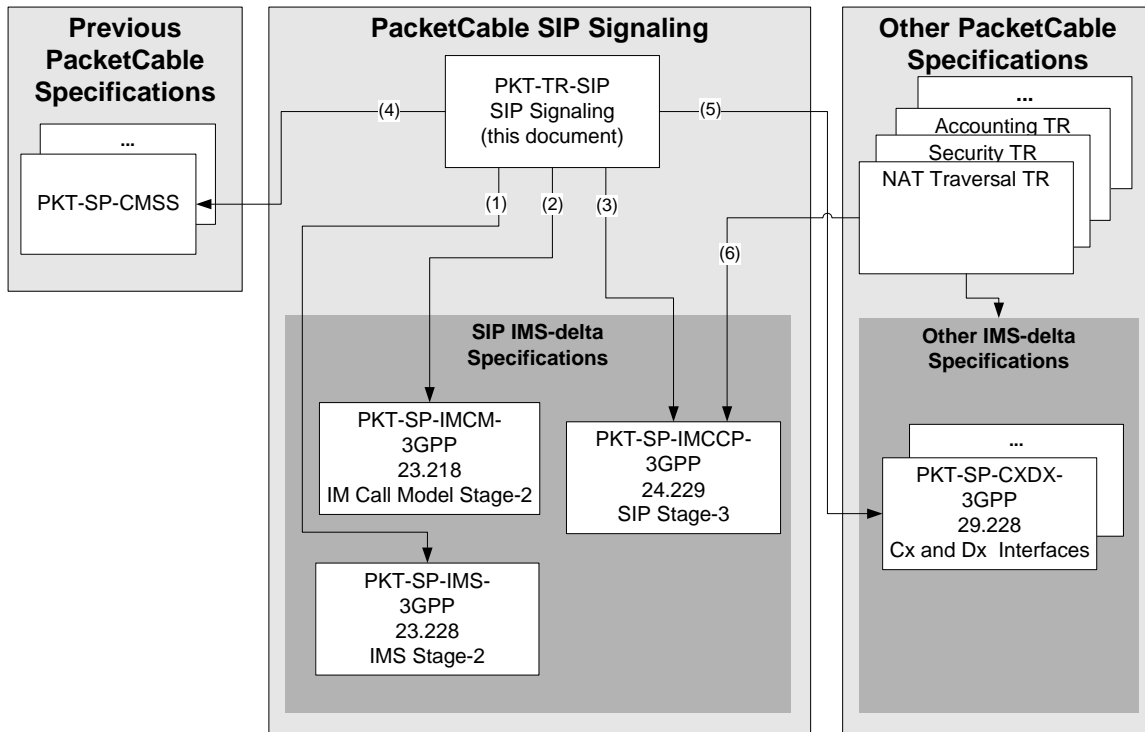 Previous
PacketCable
Specifications
...
PKT-SP-CMSS
PacketCable SIP Signaling
PKT-TR-SIP
SIP Signaling
(this document)
(4)
(5)
(1)
(2)
(3)
(6)
SIP IMS-delta
Specifications
PKT-SP-IMCM-
3GPP
23.218
IM Call Model Stage-2
PKT-SP-IMCCP-
3GPP
24.229
SIP Stage-3
PKT-SP-IMS-
3GPP
23.228
IMS Stage-2
Other PacketCable
Specifications
...
Accounting TR
Security TR
NAT Traversal TR
Other IMS-delta
Specifications
...
PKT-SP-CXDX-
3GPP
29.228
Cx and Dx Interfaces